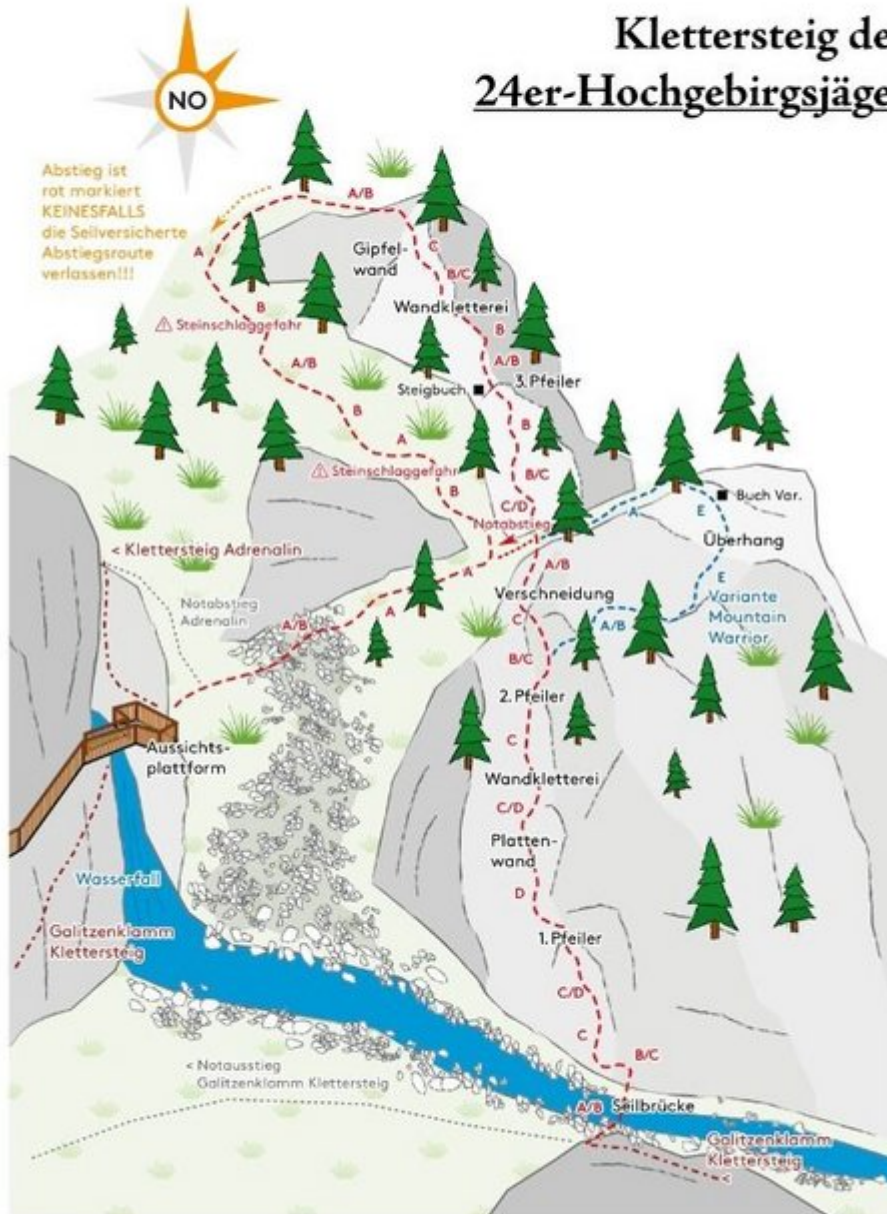 Klettersteig de
24er-Hochgebirgsjäge
NO
Abstieg ist
rot markiert
KEINESFALLS
die Seilversicherte
Abstiegsroute
verlassen!!!
A/B
A
C
Gipfel-
wand
B/C
Wandkletterei
B
Steinschlaggefahr
B
A/B
A/B
3. Pfeiler
Steigbuch
B
B
A
B/C
Steinschlaggefahr
B
C/D
Notabstieg
Buch Var.
A
E
Überhang
< Klettersteig Adrenalin
A
A/B
E
Notabstieg
Adrenalin
Verschneidung
Variante
Mountain
Warrior
A
A/B
C
A/B
B/C
2. Pfeiler
C
Aussichts-
plattform
Wandkletterei
C/D
Platten-
wand
Wasserfall
D
Galitzenklamm
Klettersteig
1. Pfeiler
C/D
C
B/C
< Notausstieg
Galitzenklamm Klettersteig
A/B
Seilbrücke
Galitzenklamm
Klettersteig
<